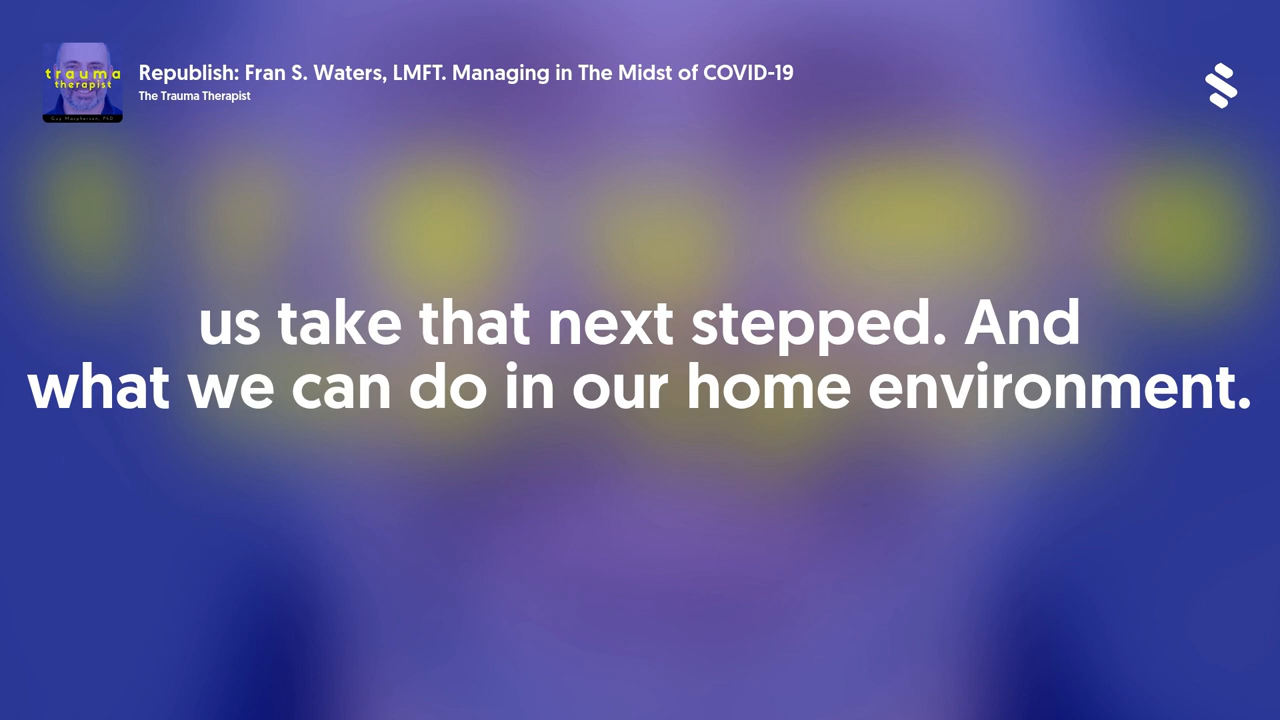 trauma
therapist
Guy Macpherson, PhD
Republish: Fran S. Waters, LMFT. Managing in The Midst of COVID-19
The Trauma Therapist
us take that next stepped. And
what we can do in our home environment.